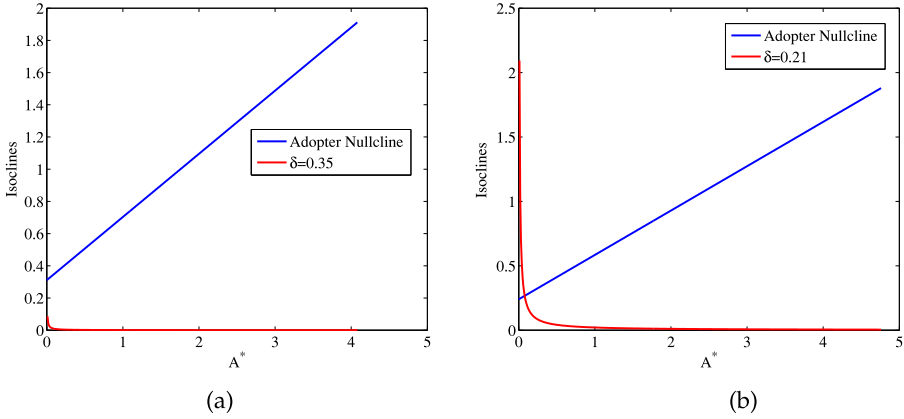 2
1.8
1.6
1.4
1.2
1
0.8
0.6
0.4
0.2
0
Isoclines
Adopter Nullcline
δ=0.35
0 1 2 3 4 5
A*
(a)
2.5
2
1.5
1
0.5
0
Isoclines
Adopter Nullcline
δ=0.21
0 1 2 3 4 5
A*
(b)